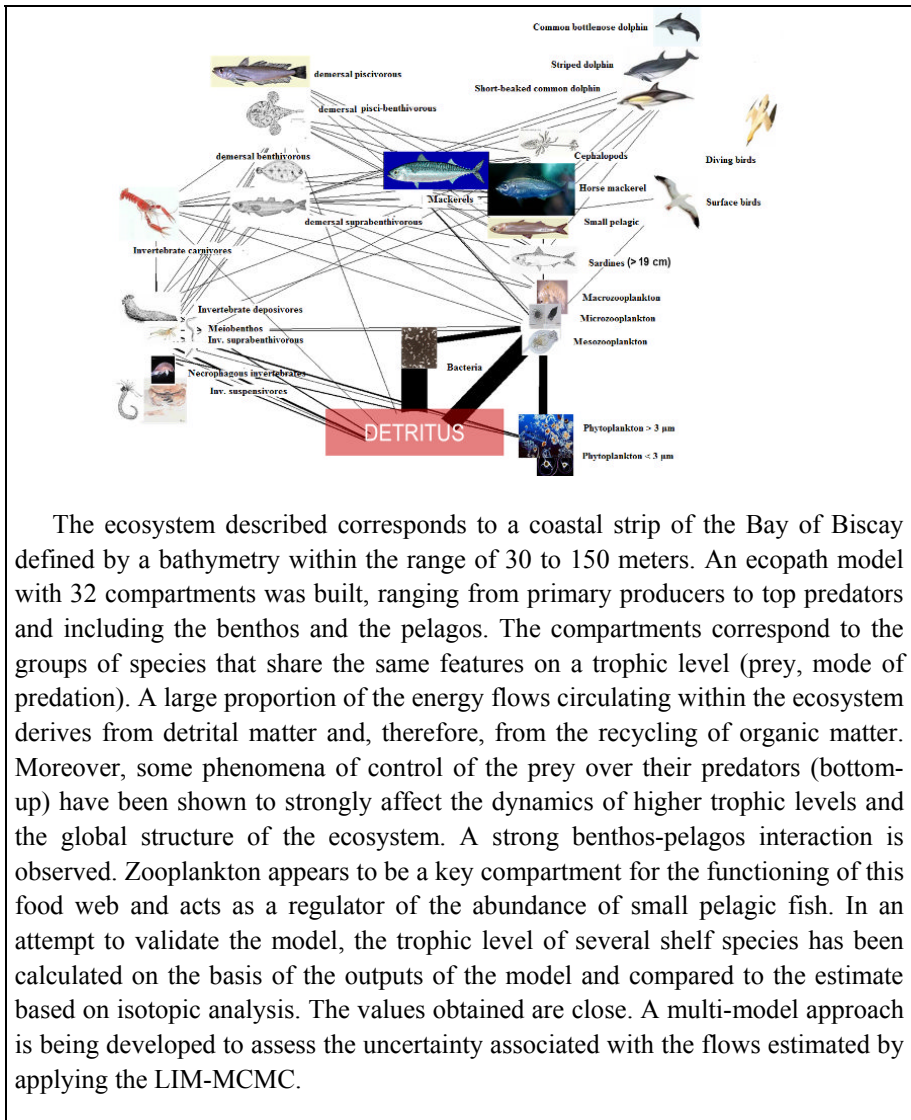 Common bottlenose dolphin
Striped dolphin
demersal piscivorous
Short-beaked common dolphin
demersal pisci-benthivorous
demersal benthivorous
Cephalopods
Diving birds
Horse mackerel
Mackerels
Surface birds
demersal suprabenthivorous
Small pelagic
Invertebrate carnivores
Sardines (> 19 cm)
Macrozooplankton
Invertebrate deposivores
Microzooplankton
Meiobenthos
Inv. suprabenthivorous
Mesozooplankton
Bacteria
Necrophagous invertebrates
Inv. suspensivores
DETRITUS
Phytoplankton > 3 µm
Phytoplankton < 3 µm
The ecosystem described corresponds to a coastal strip of the Bay of Biscay
defined by a bathymetry within the range of 30 to 150 meters. An ecopath model
with 32 compartments was built, ranging from primary producers to top predators
and including the benthos and the pelagos. The compartments correspond to the
groups of species that share the same features on a trophic level (prey, mode of
predation). A large proportion of the energy flows circulating within the ecosystem
derives from detrital matter and, therefore, from the recycling of organic matter.
Moreover, some phenomena of control of the prey over their predators (bottom-
up) have been shown to strongly affect the dynamics of higher trophic levels and
the global structure of the ecosystem. A strong benthos-pelagos interaction is
observed. Zooplankton appears to be a key compartment for the functioning of this
food web and acts as a regulator of the abundance of small pelagic fish. In an
attempt to validate the model, the trophic level of several shelf species has been
calculated on the basis of the outputs of the model and compared to the estimate
based on isotopic analysis. The values obtained are close. A multi-model approach
is being developed to assess the uncertainty associated with the flows estimated by
applying the LIM-MCMC.